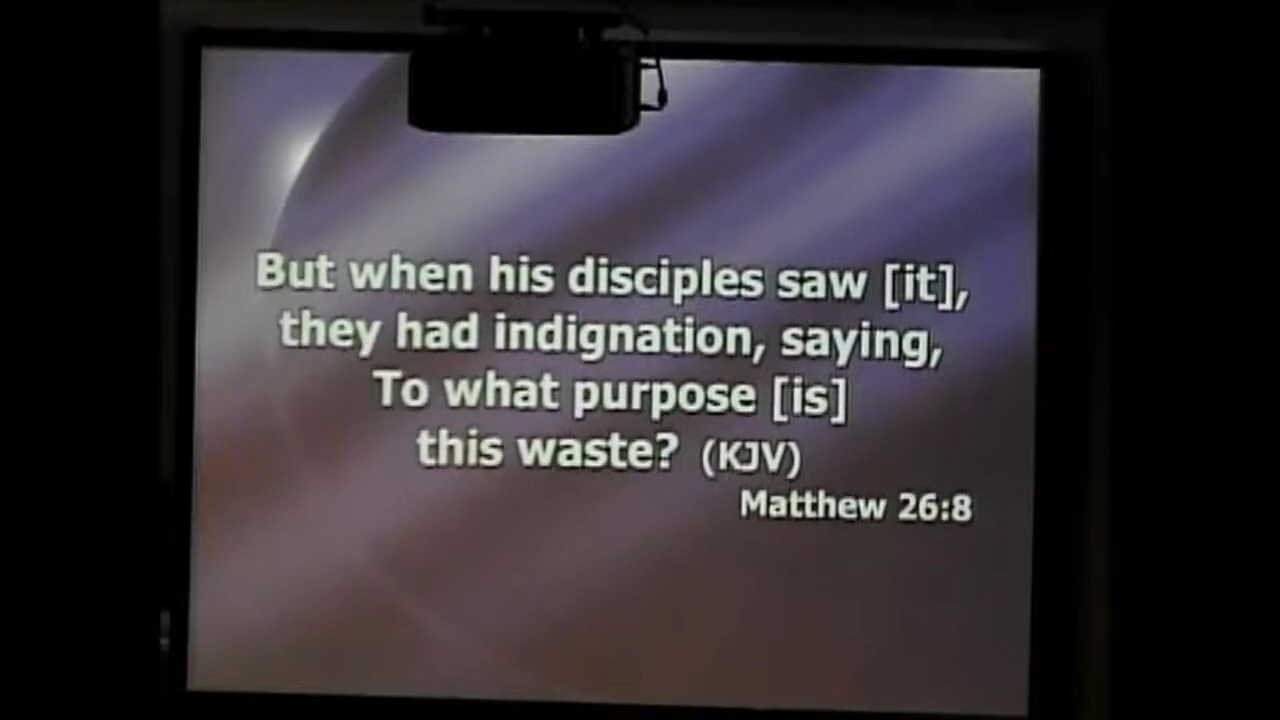 But when his disciples saw [it],
they had indignation, saying,
To what purpose [is]
this waste? (KJV)
Matthew 26:8